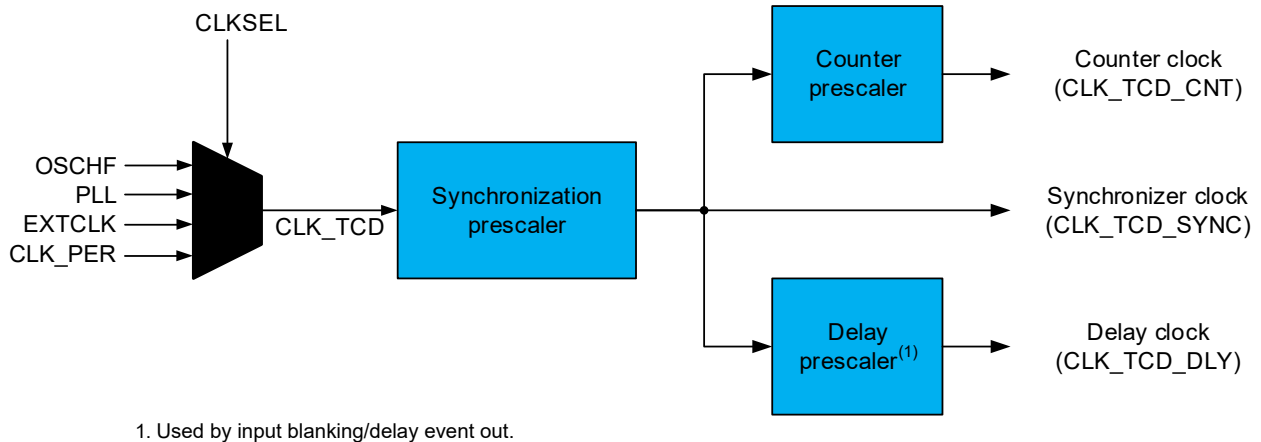 CLKSEL
OSCHF
PLL
EXTCLK
CLK_PER
CLK_TCD
Synchronization
prescaler
Counter
prescaler
Counter clock
(CLK_TCD_CNT)
Synchronizer clock
(CLK_TCD_SYNC)
Delay
prescaler(1)
Delay clock
(CLK_TCD_DLY)
1. Used by input blanking/delay event out.